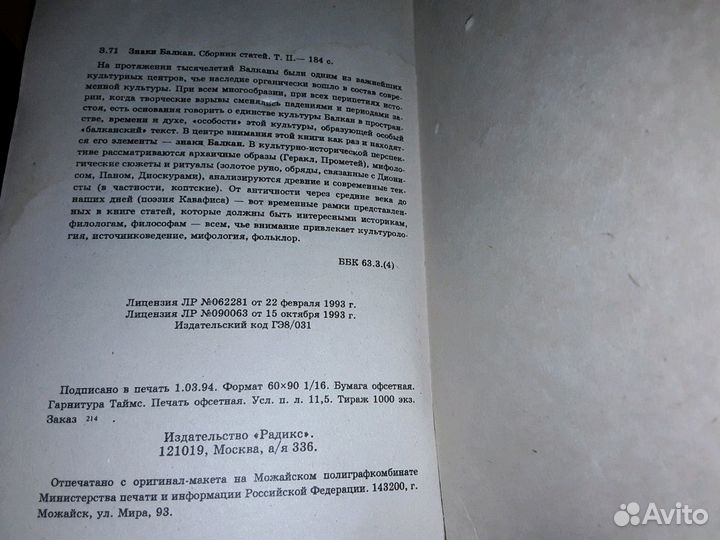 З.71 Знаки Балкан. Сборник статей. Т. II.— 184 с.
На протяжении тысячелетий Балканы были одним из важнейших
культурных центров, чье наследие органически вошло в состав совре-
менной культуры. При всем многообразии, при всех перипетиях исто-
рии, когда творческие взрывы сменялись падениями и периодами за-
стоя, есть основания говорить о единстве культуры Балкан в простран-
стве, времени и духе, «особости» этой культуры, образующей особый
«балканский» текст. В центре внимания этой книги как раз и находят-
ся его элементы — знаки Балкан. В культурно-исторической перспек-
тиве рассматриваются архаичные образы (Геракл, Прометей), мифоло-
гические сюжеты и ритуалы (золотое руно, обряды, связанные с Диони-
сом, Паном, Диоскурами), анализируются древние и современные тек-
сты (в частности, коптские). От античности через средние века до
наших дней (поэзия Кавафиса) — вот временные рамки представлен-
ных в книге статей, которые должны быть интересными историкам,
филологам, философам — всем, чье внимание привлекает культуроло-
гия, источниковедение, мифология, фольклор.
ББК 63.3.(4)
Лицензия ЛР №062281 от 22 февраля 1993 г.
Лицензия ЛР №090063 от 15 октября 1993 г.
Издательский код ГЭ8/031
Подписано в печать 1.03.94. Формат 60×90 1/16. Бумага офсетная.
Гарнитура Таймс. Печать офсетная. Усл. п. л. 11,5. Тираж 1000 экз.
Заказ 214 .
Издательство «Радикс».
121019, Москва, а/я 336.
Отпечатано с оригинал-макета на Можайском полиграфкомбинате
Министерства печати и информации Российской Федерации. 143200, г.
Можайск, ул. Мира, 93.
Avito